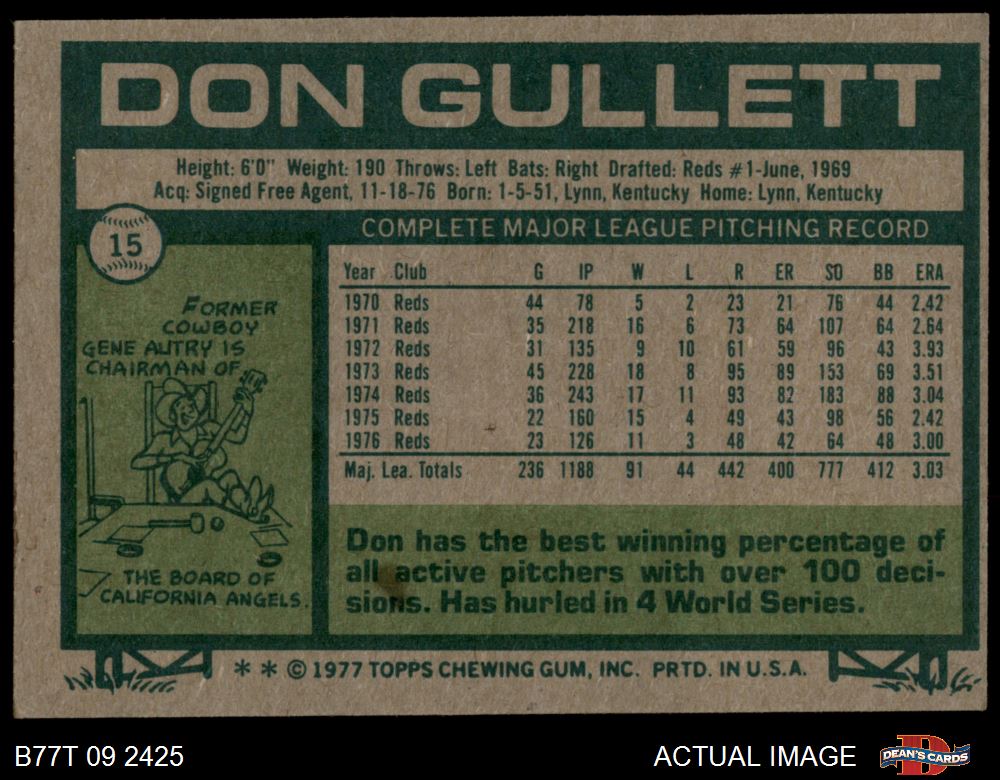 DON GULLETT
Height: 6'0" Weight: 190 Throws: Left Bats: Right Drafted: Reds #1-June, 1969
Acq: Signed Free Agent, 11-18-76 Born: 1-5-51, Lynn, Kentucky Home: Lynn, Kentucky
15
COMPLETE MAJOR LEAGUE PITCHING RECORD
Year Club G IP W L R ER SO BB ERA
1970 Reds 44 78 5 2 23 21 76 44 2.42
1971 Reds 35 218 16 6 73 64 107 64 2.64
1972 Reds 31 135 9 10 61 59 96 43 3.93
1973 Reds 45 228 18 8 95 89 153 69 3.51
1974 Reds 36 243 17 11 93 82 183 88 3.04
1975 Reds 22 160 15 4 49 43 98 56 2.42
1976 Reds 23 126 11 3 48 42 64 48 3.00
Maj. Lea. Totals 236 1188 91 44 442 400 777 412 3.03
FORMER
COWBOY
GENE AUTRY IS
CHAIRMAN OF
THE BOARD OF
CALIFORNIA ANGELS.
Don has the best winning percentage of
all active pitchers with over 100 deci-
sions. Has hurled in 4 World Series.
* * © 1977 TOPPS CHEWING GUM, INC. PRTD. IN U.S.A.
B77T 09 2425
ACTUAL IMAGE
DEAN'S CARDS